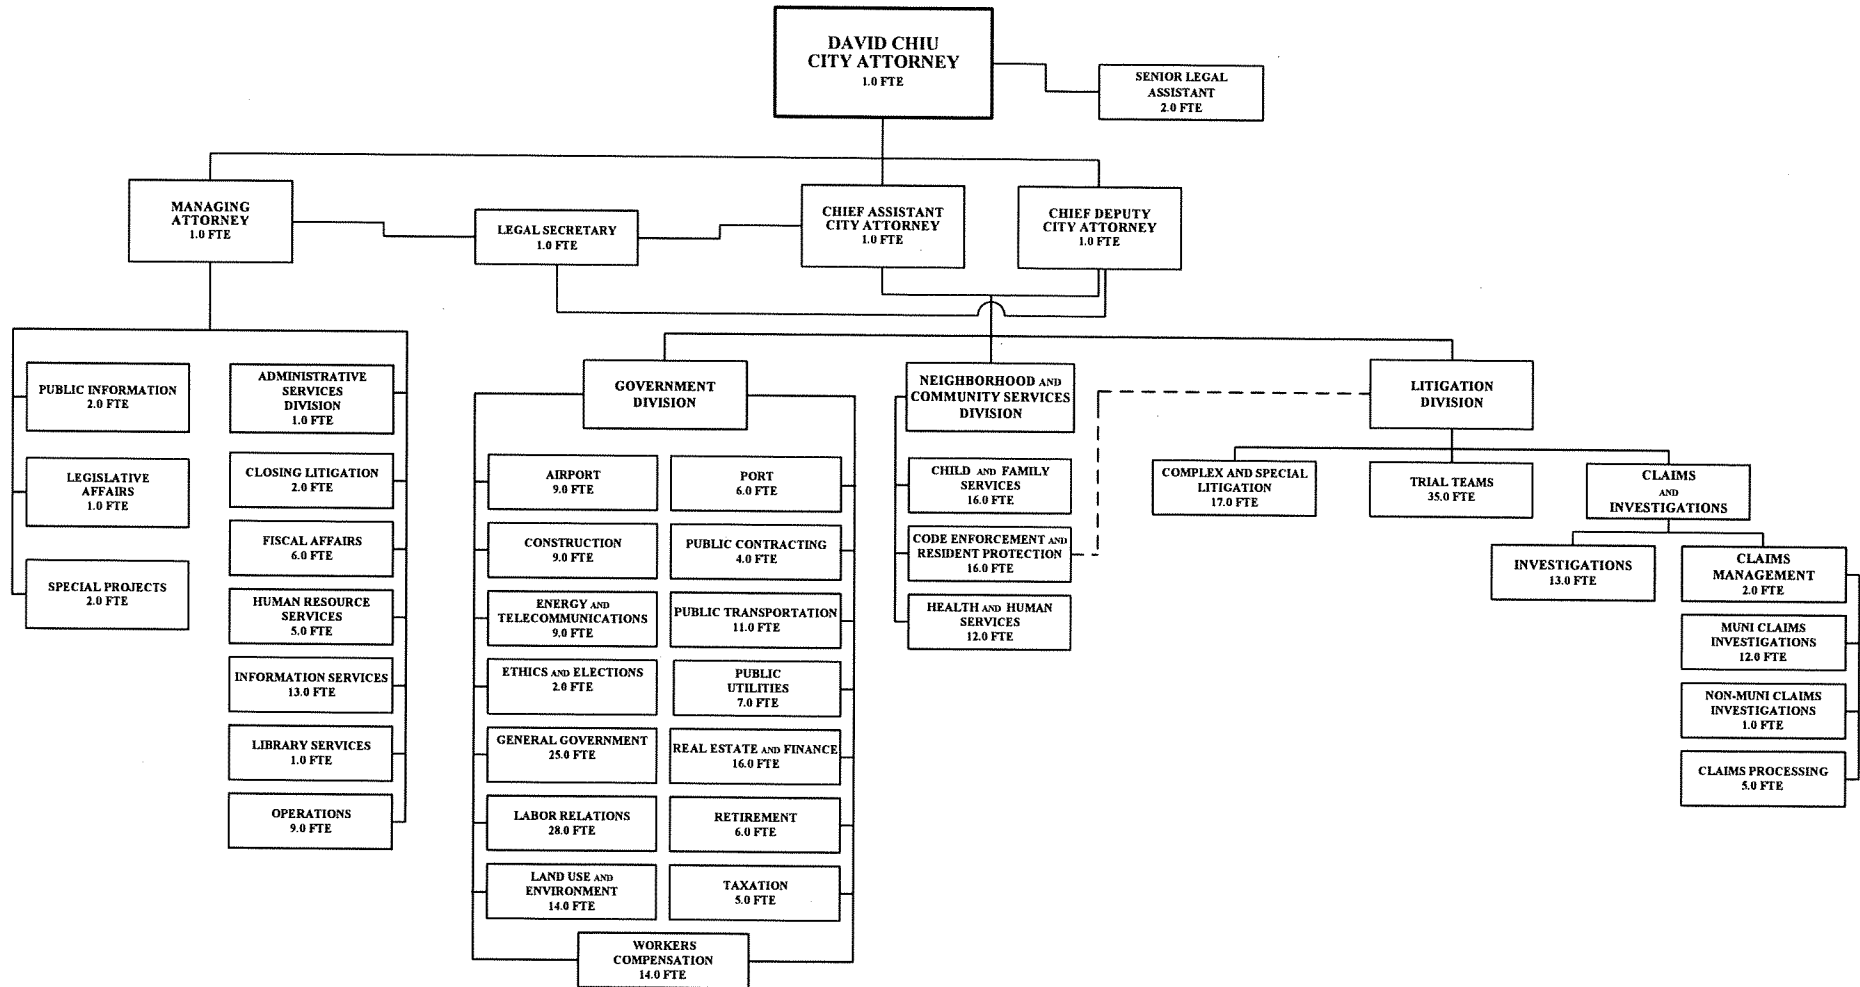 DAVID CHIU
CITY ATTORNEY
1.0 FTE
SENIOR LEGAL
ASSISTANT
2.0 FTE
MANAGING
ATTORNEY
1.0 FTE
LEGAL SECRETARY
1.0 FTE
CHIEF ASSISTANT
CITY ATTORNEY
1.0 FTE
CHIEF DEPUTY
CITY ATTORNEY
1.0 FTE
PUBLIC INFORMATION
2.0 FTE
LEGISLATIVE
AFFAIRS
1.0 FTE
SPECIAL PROJECTS
2.0 FTE
ADMINISTRATIVE
SERVICES
DIVISION
1.0 FTE
CLOSING LITIGATION
2.0 FTE
FISCAL AFFAIRS
6.0 FTE
HUMAN RESOURCE
SERVICES
5.0 FTE
INFORMATION SERVICES
13.0 FTE
LIBRARY SERVICES
1.0 FTE
OPERATIONS
9.0 FTE
GOVERNMENT
DIVISION
AIRPORT
9.0 FTE
CONSTRUCTION
9.0 FTE
ENERGY AND
TELECOMMUNICATIONS
9.0 FTE
ETHICS AND ELECTIONS
2.0 FTE
GENERAL GOVERNMENT
25.0 FTE
LABOR RELATIONS
28.0 FTE
LAND USE AND
ENVIRONMENT
14.0 FTE
PORT
6.0 FTE
PUBLIC CONTRACTING
4.0 FTE
PUBLIC TRANSPORTATION
11.0 FTE
PUBLIC
UTILITIES
7.0 FTE
REAL ESTATE AND FINANCE
16.0 FTE
RETIREMENT
6.0 FTE
TAXATION
5.0 FTE
WORKERS
COMPENSATION
14.0 FTE
NEIGHBORHOOD AND
COMMUNITY SERVICES
DIVISION
CHILD AND FAMILY
SERVICES
16.0 FTE
CODE ENFORCEMENT AND
RESIDENT PROTECTION
16.0 FTE
HEALTH AND HUMAN
SERVICES
12.0 FTE
LITIGATION
DIVISION
COMPLEX AND SPECIAL
LITIGATION
17.0 FTE
TRIAL TEAMS
35.0 FTE
CLAIMS
AND
INVESTIGATIONS
INVESTIGATIONS
13.0 FTE
CLAIMS
MANAGEMENT
2.0 FTE
MUNI CLAIMS
INVESTIGATIONS
12.0 FTE
NON-MUNI CLAIMS
INVESTIGATIONS
1.0 FTE
CLAIMS PROCESSING
5.0 FTE